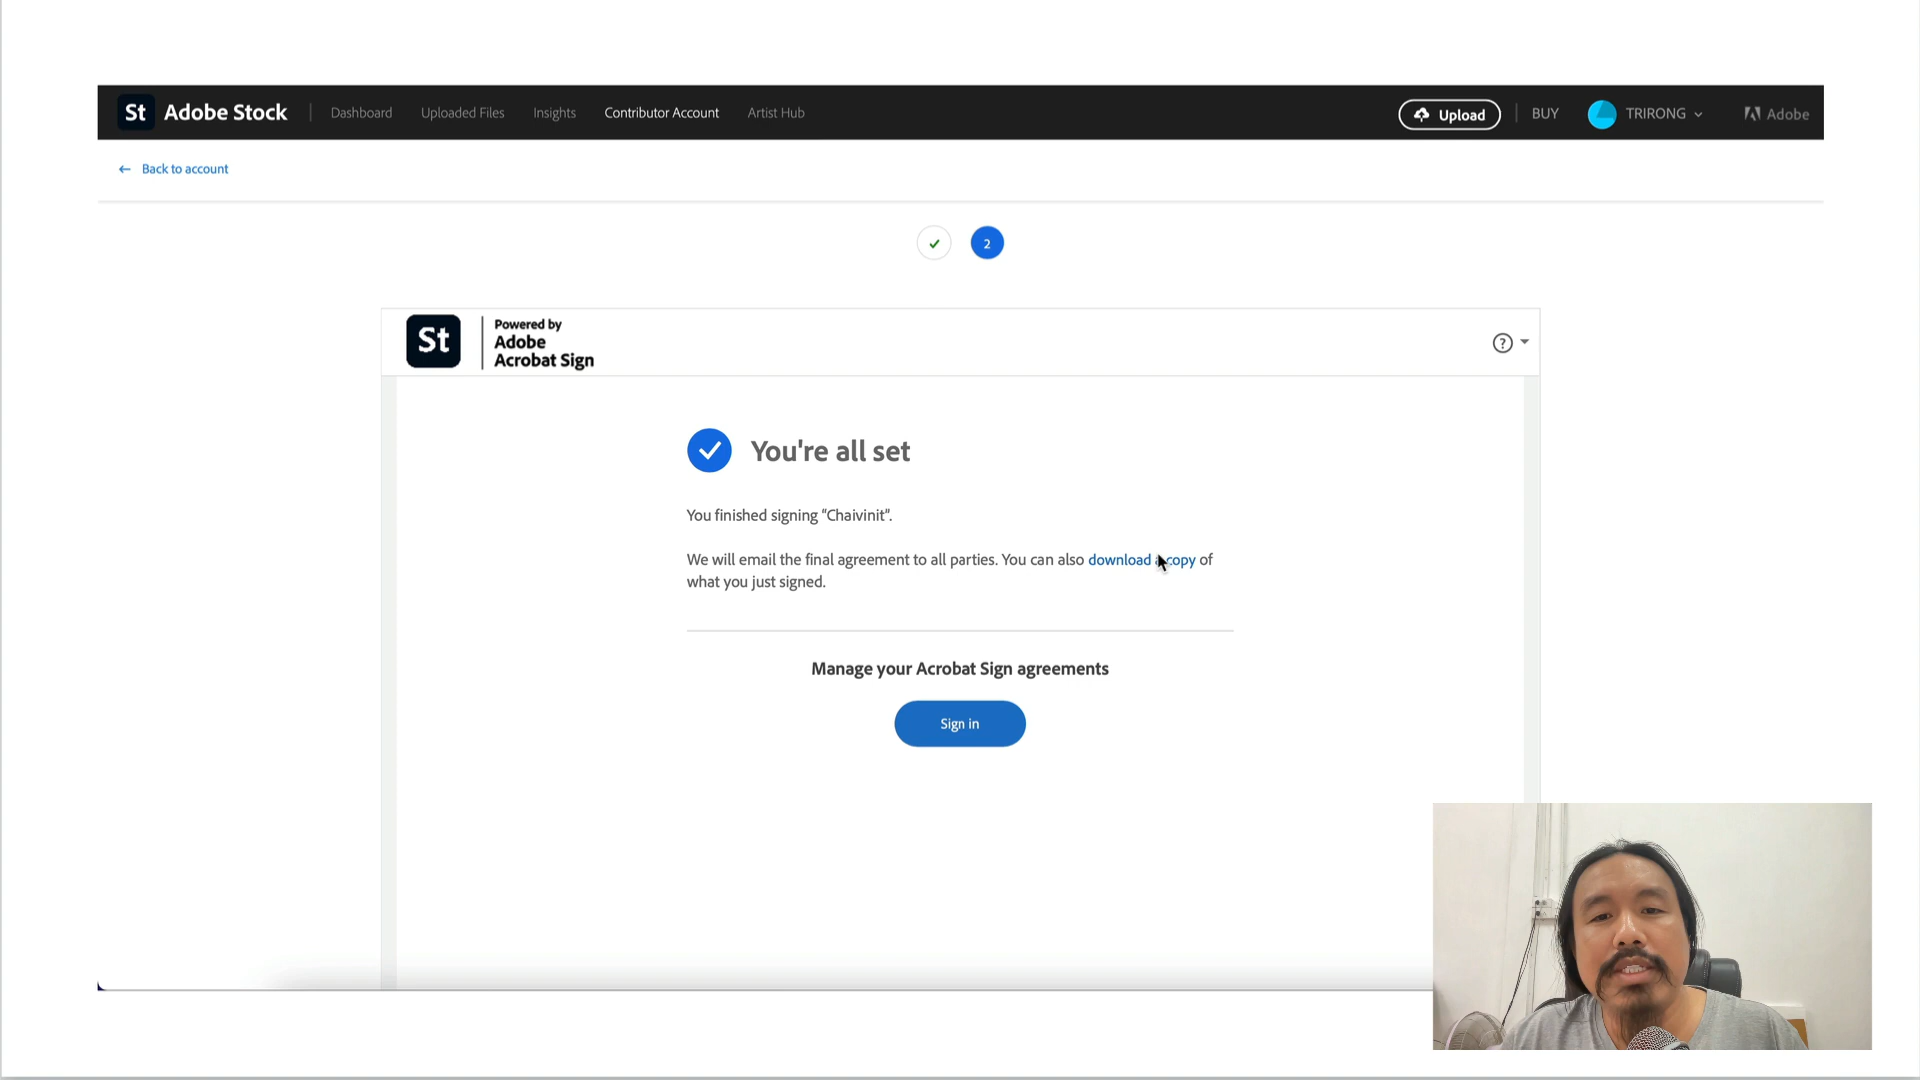 St Adobe Stock Dashboard Uploaded Files Insights Contributor Account Artist Hub Upload BUY TRIRONG Adobe
Back to account
2
St
Powered by
Adobe
Acrobat Sign
?
You're all set
You finished signing “Chaivinit”.
We will email the final agreement to all parties. You can also download a copy of
what you just signed.
Manage your Acrobat Sign agreements
Sign in